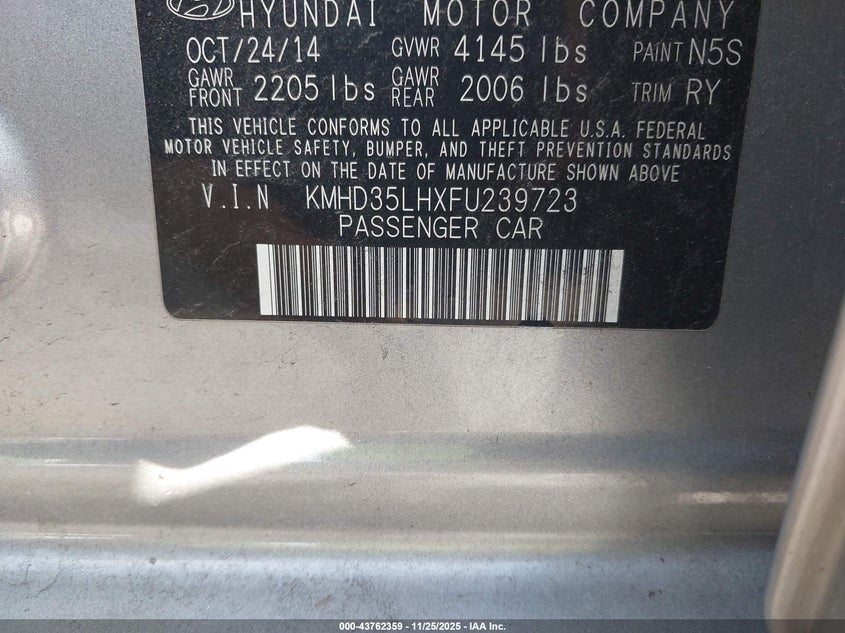 HYUNDAI MOTOR COMPANY
OCT/24/14 GVWR 4145 lbs PAINT N5S
GAWR FRONT 2205 lbs GAWR REAR 2006 lbs TRIM RY
THIS VEHICLE CONFORMS TO ALL APPLICABLE U.S.A. FEDERAL
MOTOR VEHICLE SAFETY, BUMPER, AND THEFT PREVENTION STANDARDS
IN EFFECT ON THE DATE OF MANUFACTURE SHOWN ABOVE
V.I.N KMHD35LHXFU239723
PASSENGER CAR
000-43762359 — 11/25/2025 — IAA Inc.